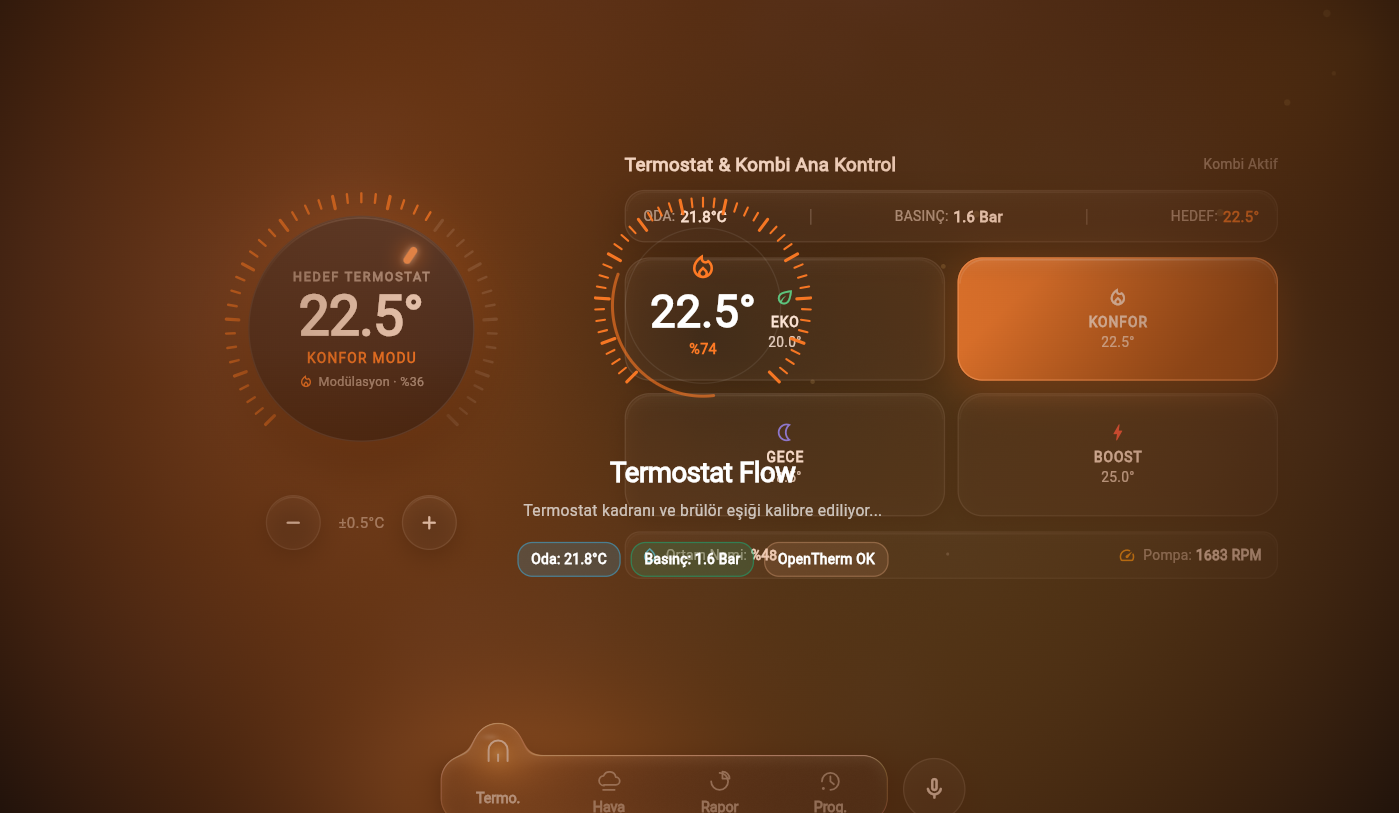 Termostat & Kombi Ana Kontrol
Kombi Aktif
ODA: 21.8°C
BASINÇ: 1.6 Bar
HEDEF: 22.5°
HEDEF TERMOSTAT
22.5°
KONFOR MODU
Modülasyon · %36
±0.5°C
22.5°
%74
EKO
20.0°
KONFOR
22.5°
GECE
BOOST
25.0°
Termostat Flow
Termostat kadranı ve brülör eşiği kalibre ediliyor...
Oda: 21.8°C
Basınç: 1.6 Bar
OpenTherm OK
Ortam Nemi: %48
Pompa: 1683 RPM
Termo.
Hava
Rapor
Prog.